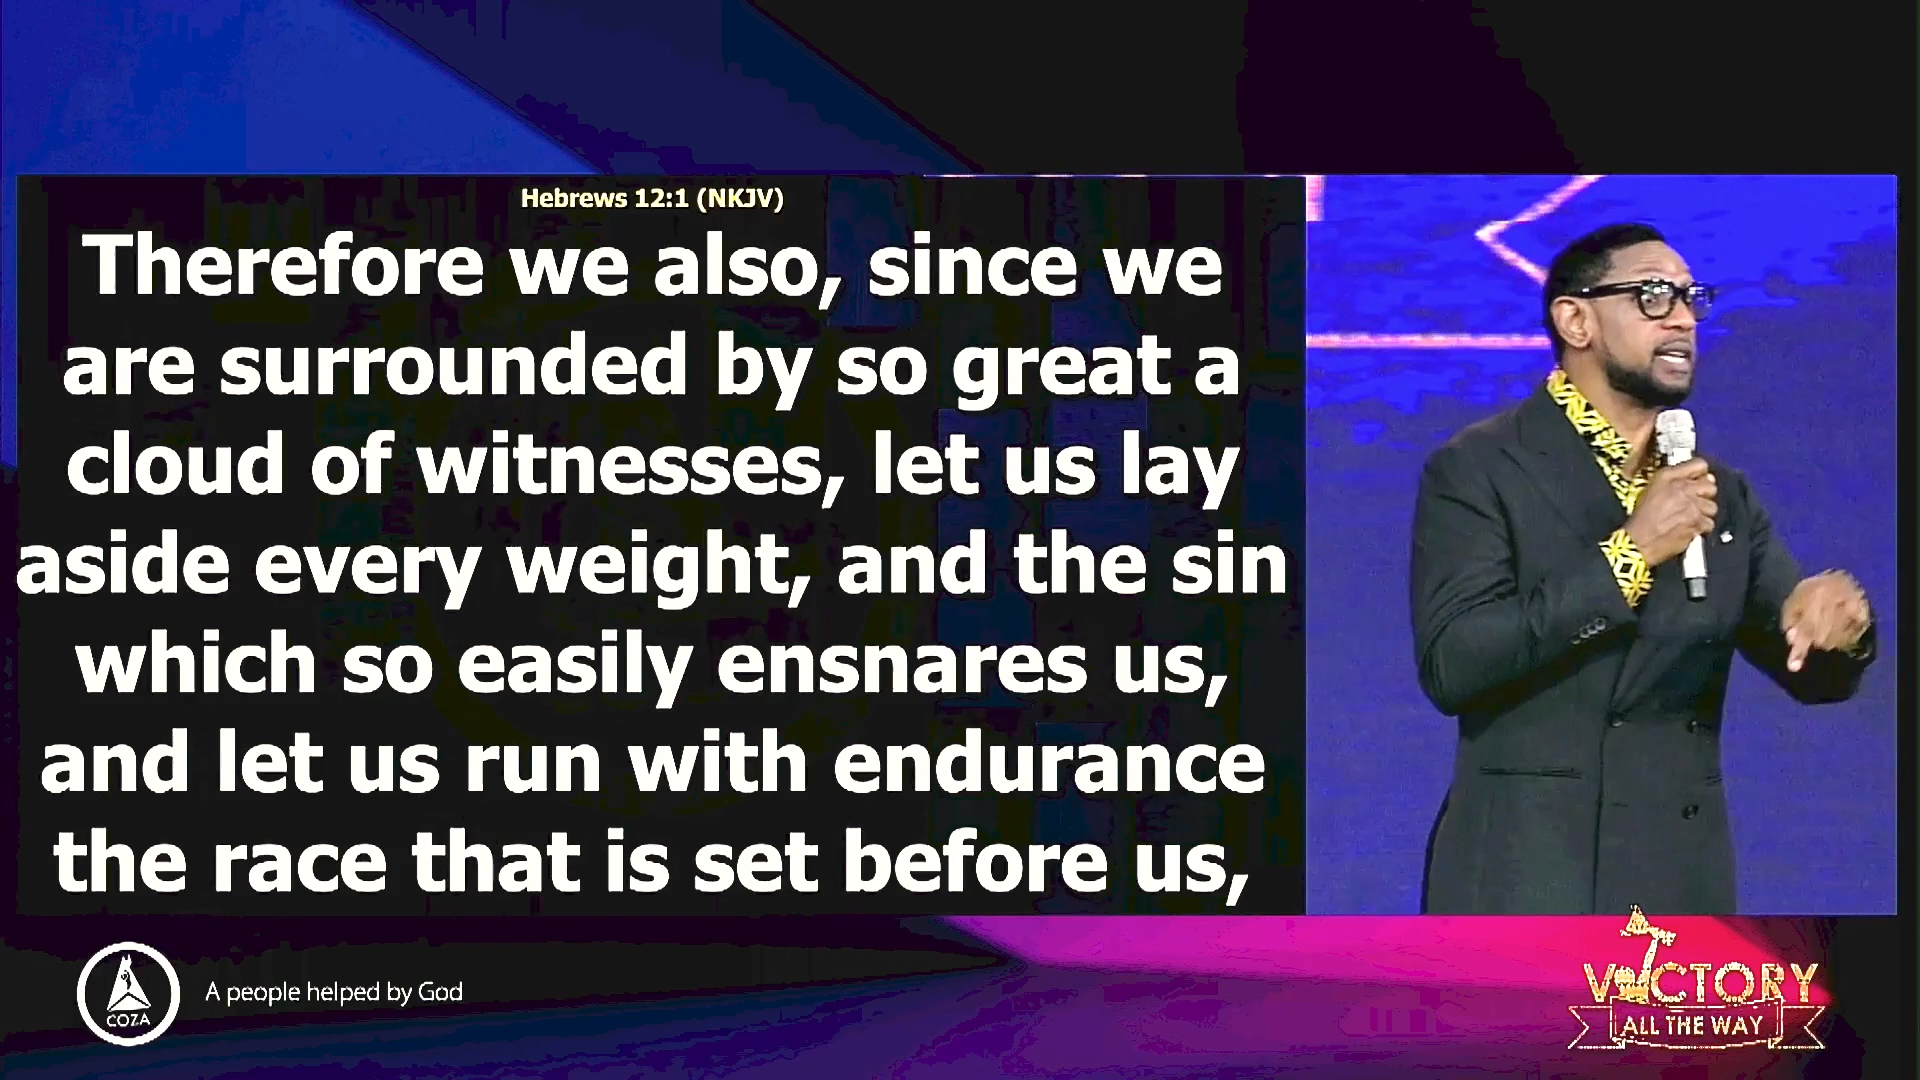 Hebrews 12:1 (NKJV)
Therefore we also, since we
are surrounded by so great a
cloud of witnesses, let us lay
aside every weight, and the sin
which so easily ensnares us,
and let us run with endurance
the race that is set before us,
COZA
A people helped by God
VICTORY
ALL THE WAY